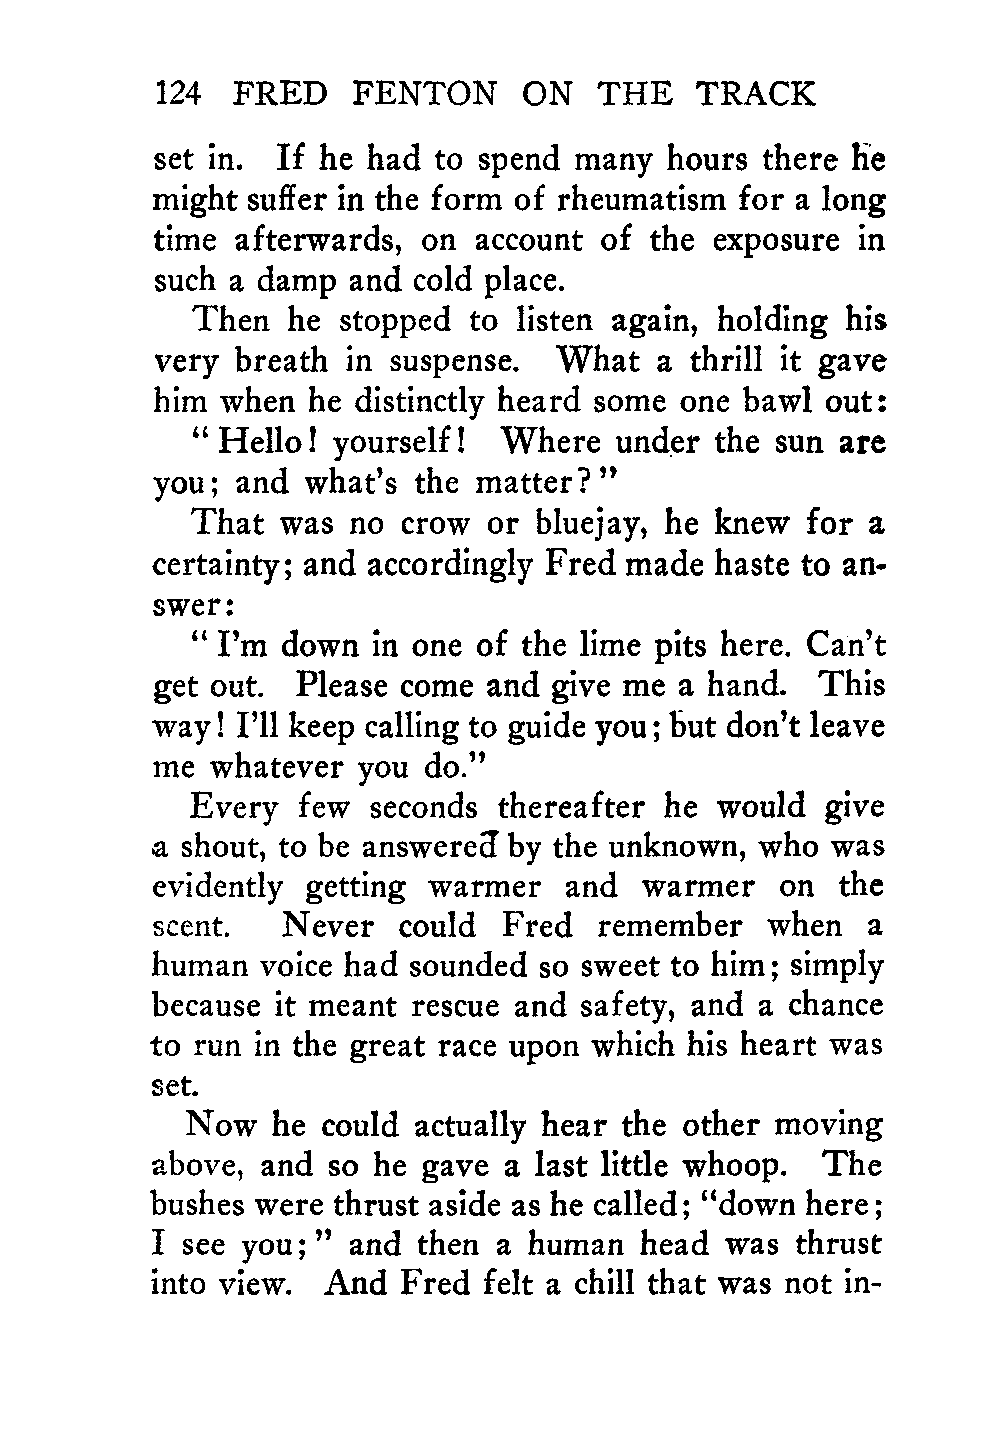 124 FRED FENTON ON THE TRACK
set in. If he had to spend many hours there he
might suffer in the form of rheumatism for a long
time afterwards, on account of the exposure in
such a damp and cold place.
Then he stopped to listen again, holding his
very breath in suspense. What a thrill it gave
him when he distinctly heard some one bawl out:
“ Hello! yourself! Where under the sun are
you; and what’s the matter? ”
That was no crow or bluejay, he knew for a
certainty; and accordingly Fred made haste to an-
swer:
“ I’m down in one of the lime pits here. Can’t
get out. Please come and give me a hand. This
way! I’ll keep calling to guide you; but don’t leave
me whatever you do.”
Every few seconds thereafter he would give
a shout, to be answered by the unknown, who was
evidently getting warmer and warmer on the
scent. Never could Fred remember when a
human voice had sounded so sweet to him; simply
because it meant rescue and safety, and a chance
to run in the great race upon which his heart was
set.
Now he could actually hear the other moving
above, and so he gave a last little whoop. The
bushes were thrust aside as he called; “down here;
I see you; ” and then a human head was thrust
into view. And Fred felt a chill that was not in-